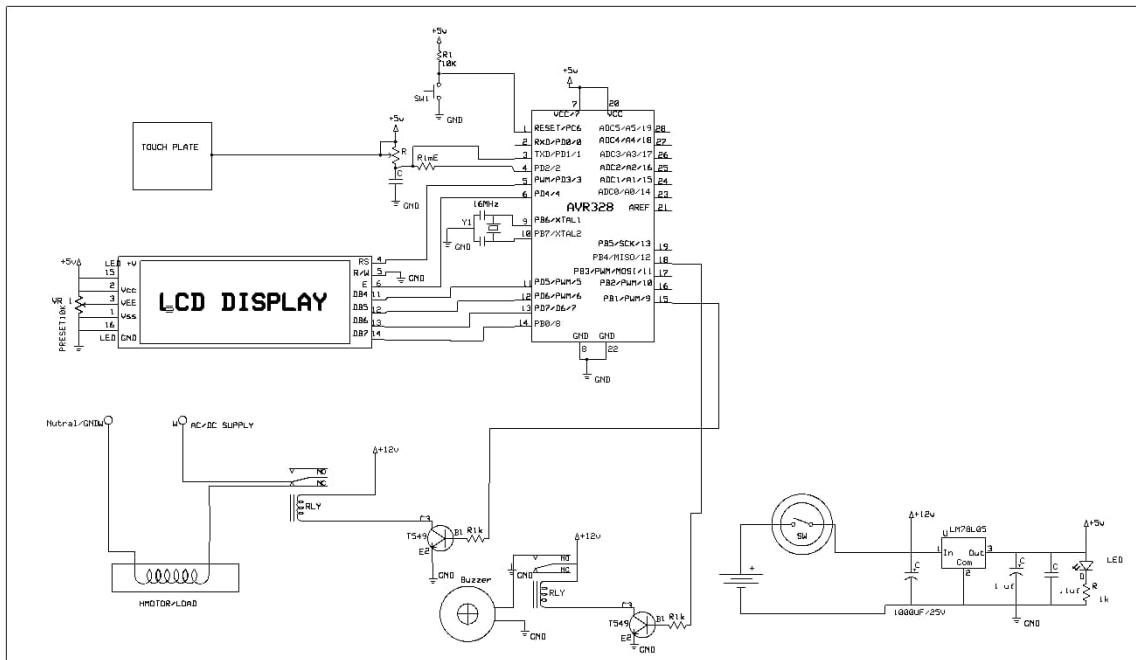 +5v
R1
10K
SW1
GND
+5v
7
20
VCC/7
VCC
1
RESET/PC6
ADC5/A5/19
28
2
RXD/PD0/0
ADC4/A4/18
27
3
TXD/PD1/1
ADC3/A3/17
26
4
PD2/2
ADC2/A2/16
25
5
PWM/PD3/3
ADC1/A1/15
24
6
PD4/4
ADC0/A0/14
23
AVR328
AREF
21
9
PB6/XTAL1
10
PB7/XTAL2
PB5/SCK/13
19
PB4/MISO/12
18
PB3/PWM/MOSI/11
17
PB2/PWM/10
16
11
PD5/PWM/5
PB1/PWM/9
15
12
PD6/PWM/6
13
PD7/D6/7
14
PB0/8
GND
GND
8
22
GND
TOUCH PLATE
+5v
R
R1mE
C
GND
16MHz
Y1
GND
+5v
LED +V
15
2
Vcc
VR 1
3
VEE
1
Vss
16
LED GND
PRESET10K
LCD DISPLAY
RS
4
R/W
5
GND
E
6
DB4
11
DB5
12
DB6
13
DB7
14
Nutral/GNDW
W
AC/DC SUPPLY
+12v
NO
NC
RLY
T549
B1
R1k
E2
GND
HMOTOR/LOAD
Buzzer
GND
GND
+12v
NO
NC
RLY
T549
B1
R1k
E2
GND
SW
+
+12v
U
LM78L05
1
In
Out
3
Com
2
+5v
C
1000UF/25V
C
1uf
C
.1uf
LED
D
R
1k
GND